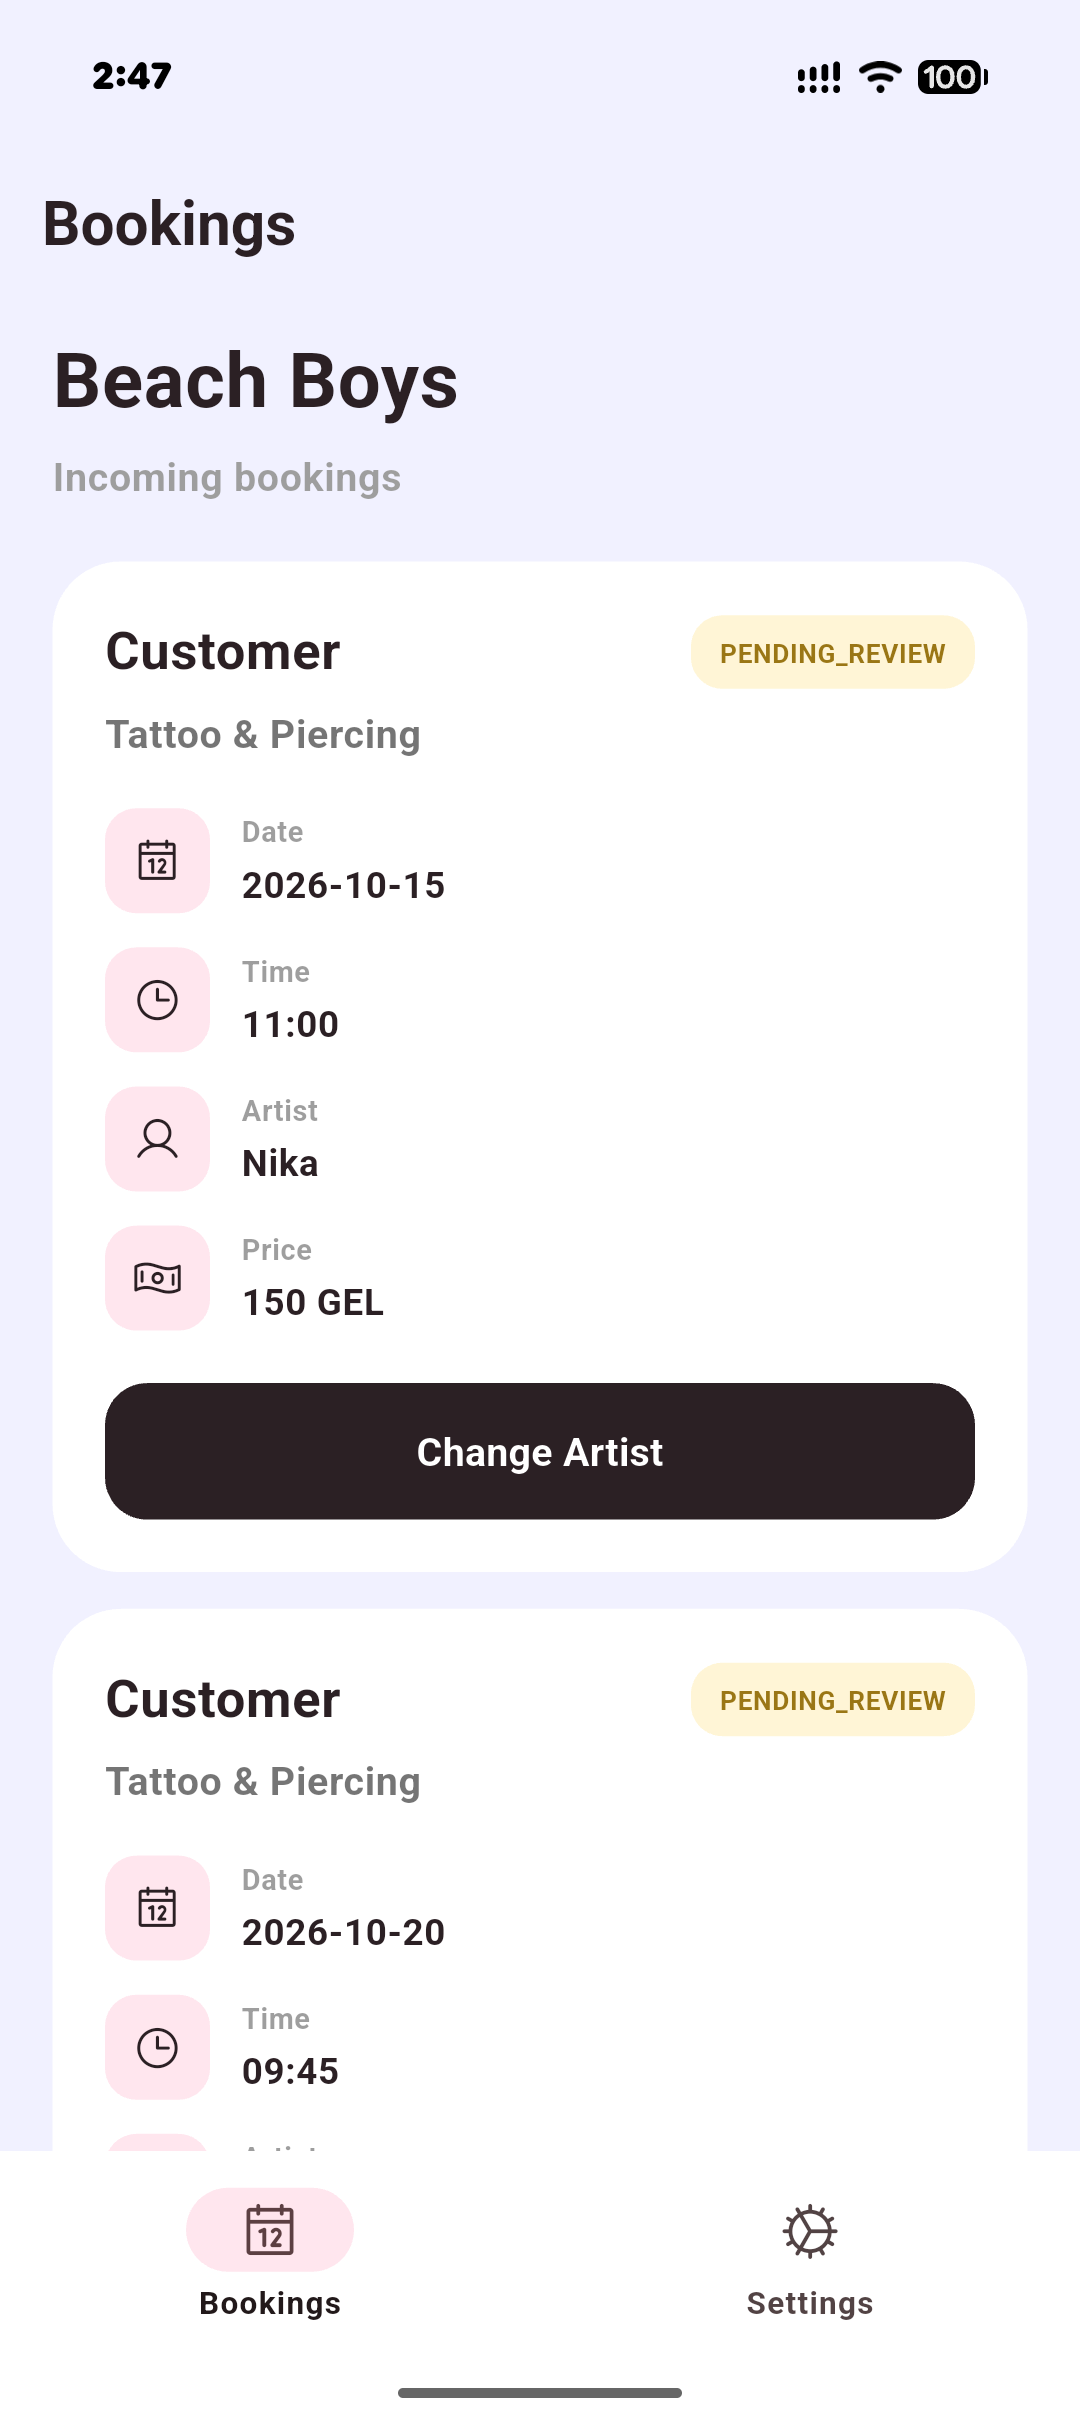 2:47
100
Bookings
Beach Boys
Incoming bookings
Customer
PENDING_REVIEW
Tattoo & Piercing
12
Date
2026-10-15
Time
11:00
Artist
Nika
Price
150 GEL
Change Artist
Customer
PENDING_REVIEW
Tattoo & Piercing
12
Date
2026-10-20
Time
09:45
12
Bookings
Settings